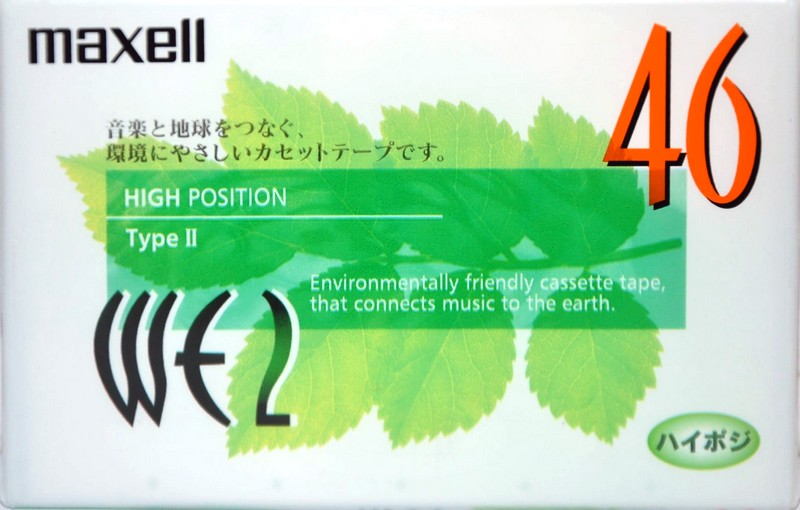 maxell
46
音楽と地球をつなぐ、
環境にやさしいカセットテープです。
HIGH POSITION
Type II
Environmentally friendly cassette tape,
that connects music to the earth.
WE2
ハイポジ